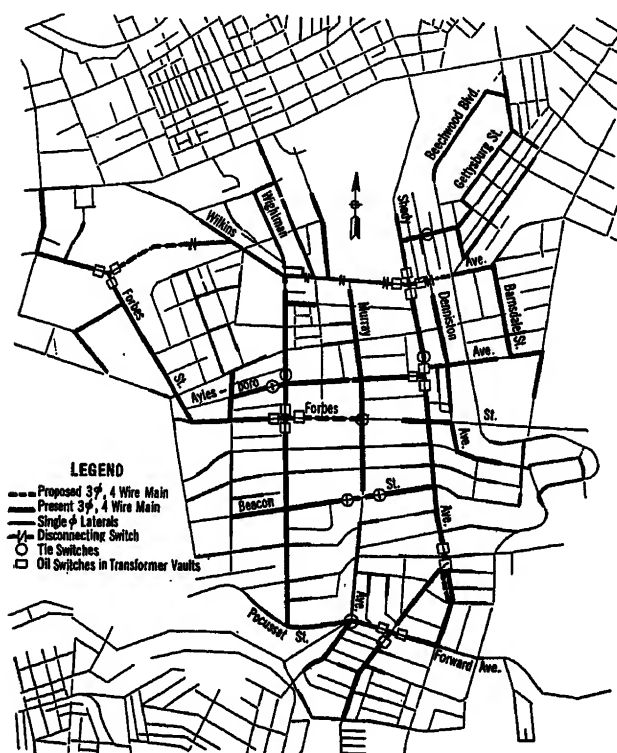 Beechwood Blvd.
Gettysburg St.
Wightman
Wilkins
Shady
Ave.
Forbes
St.
Murray
Denniston
Barnsdale St.
Ayles - boro
Ave.
Forbes
St.
Ave.
LEGEND
Proposed 3φ, 4 Wire Main
Present 3φ, 4 Wire Main
Single φ Laterals
Disconnecting Switch
Tie Switches
Oil Switches in Transformer Vaults
Beacon
St.
Ave.
Ave.
Pocusset
St.
Forward Ave.